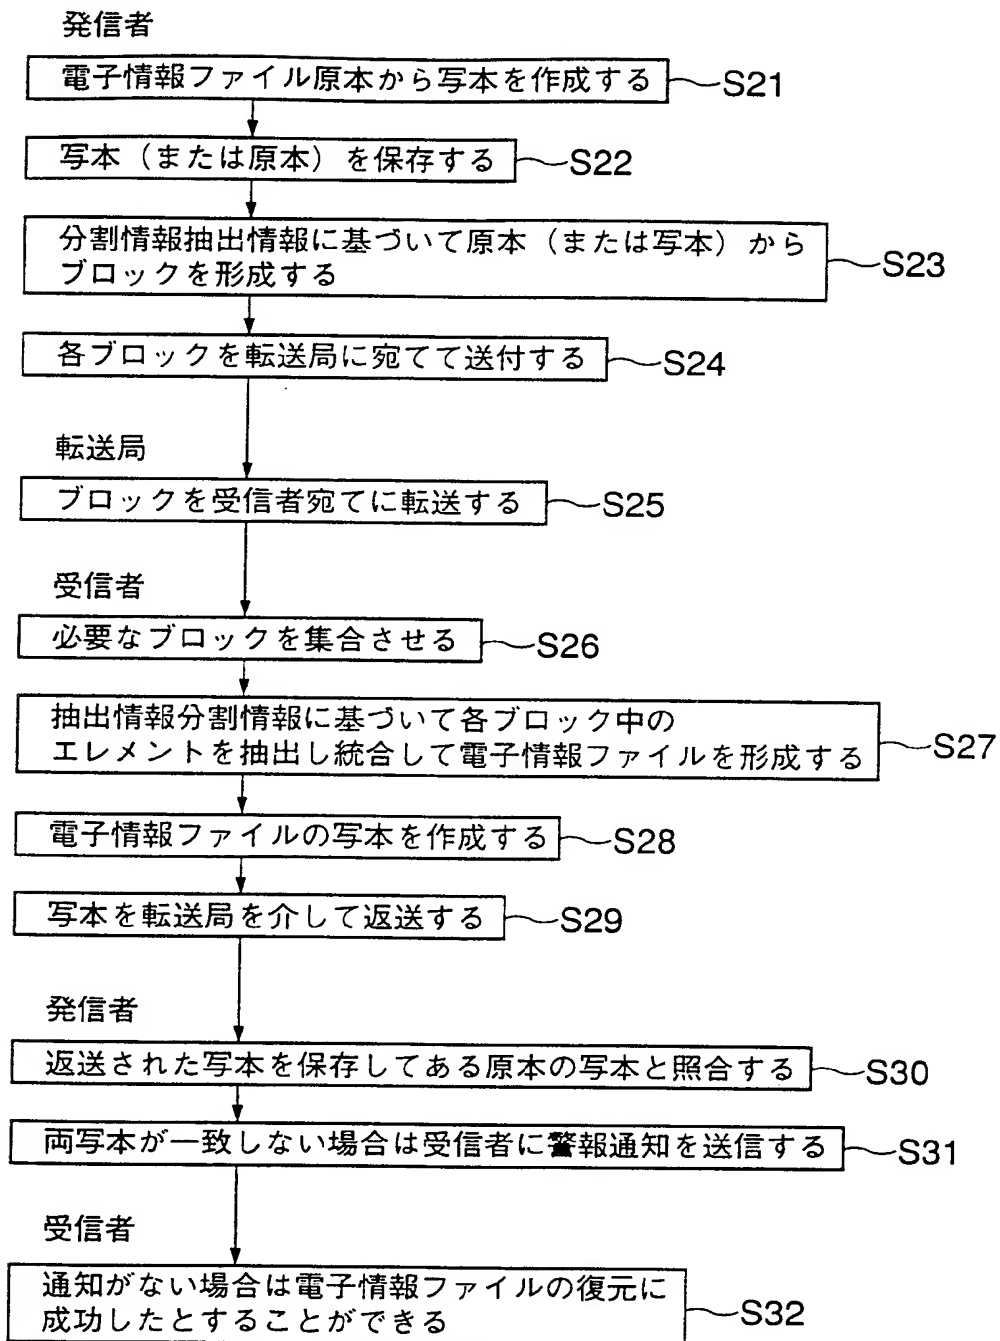 発信者
電子情報ファイル原本から写本を作成する S21
写本（または原本）を保存する S22
分割情報抽出情報に基づいて原本（または写本）から
ブロックを形成する S23
各ブロックを転送局に宛てて送付する S24
転送局
ブロックを受信者宛てに転送する S25
受信者
必要なブロックを集合させる S26
抽出情報分割情報に基づいて各ブロック中の
エレメントを抽出し統合して電子情報ファイルを形成する S27
電子情報ファイルの写本を作成する S28
写本を転送局を介して返送する S29
発信者
返送された写本を保存してある原本の写本と照合する S30
両写本が一致しない場合は受信者に警報通知を送信する S31
受信者
通知がない場合は電子情報ファイルの復元に
成功したとすることができる S32